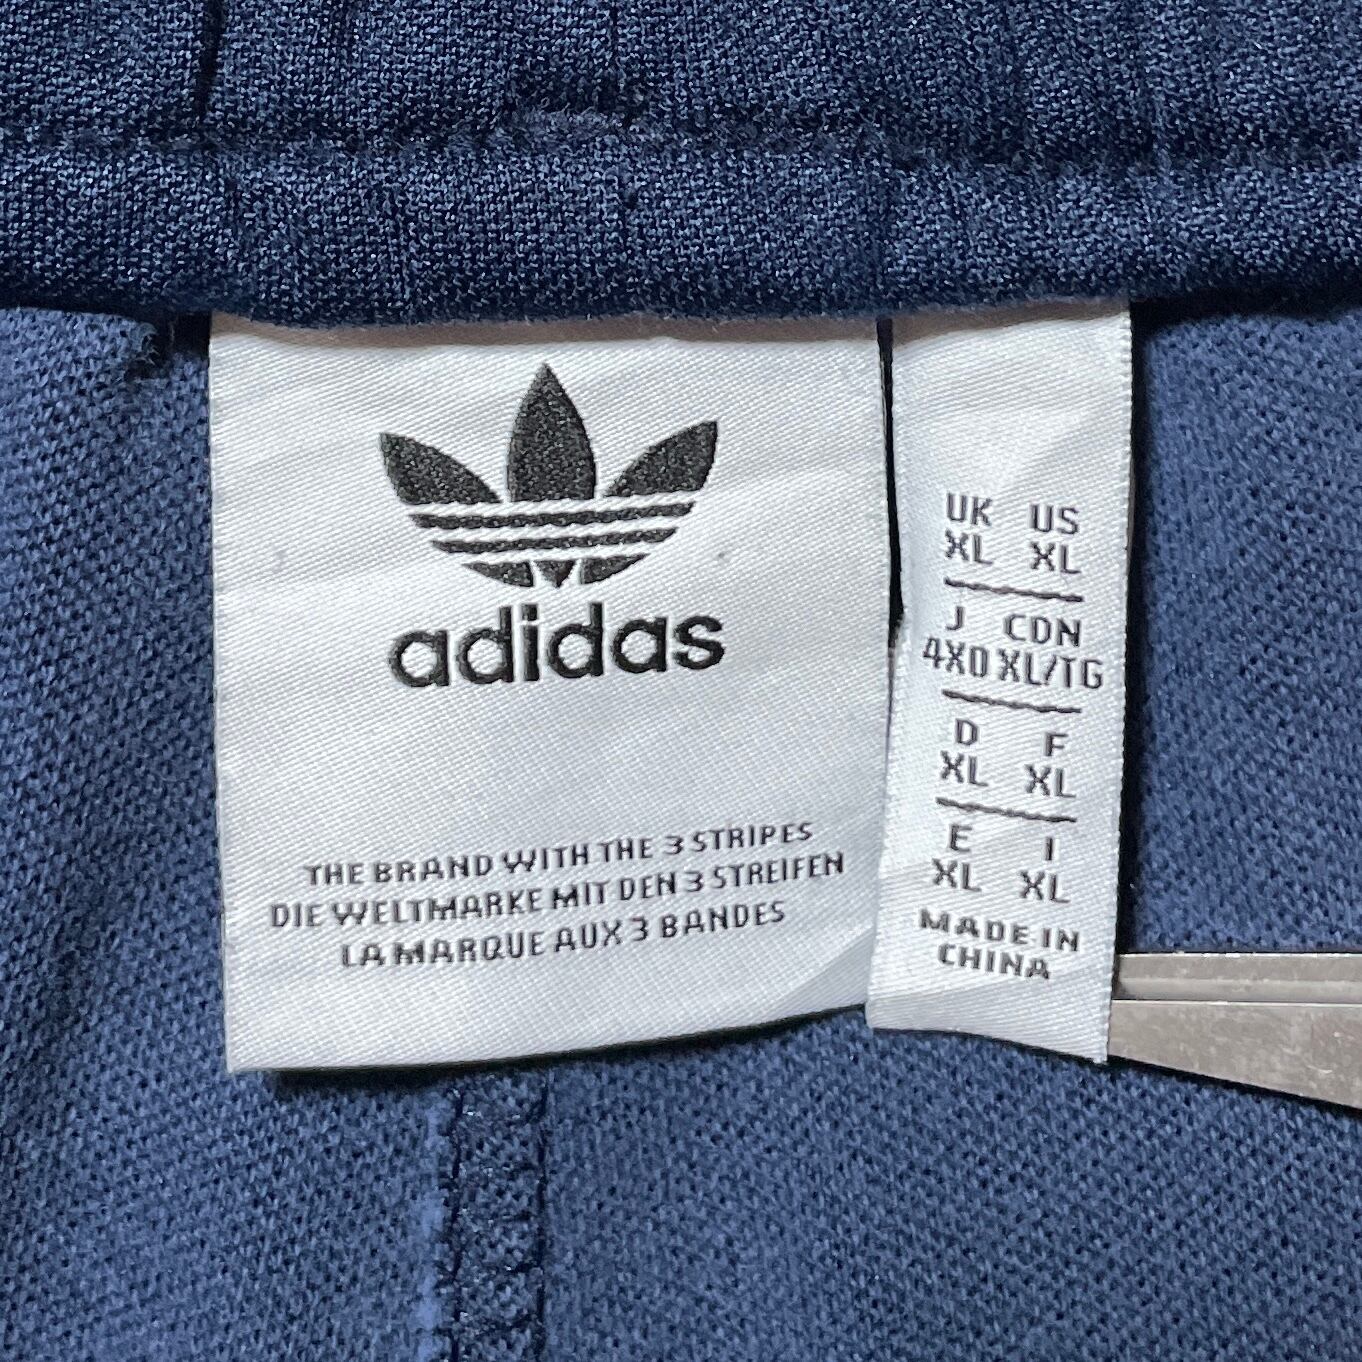 adidas
THE BRAND WITH THE 3 STRIPES
DIE WELTMARKE MIT DEN 3 STREIFEN
LA MARQUE AUX 3 BANDES
UK US
XL XL
J CDN
4XO XL/TG
D F
XL XL
E I
XL XL
MADE IN
CHINA